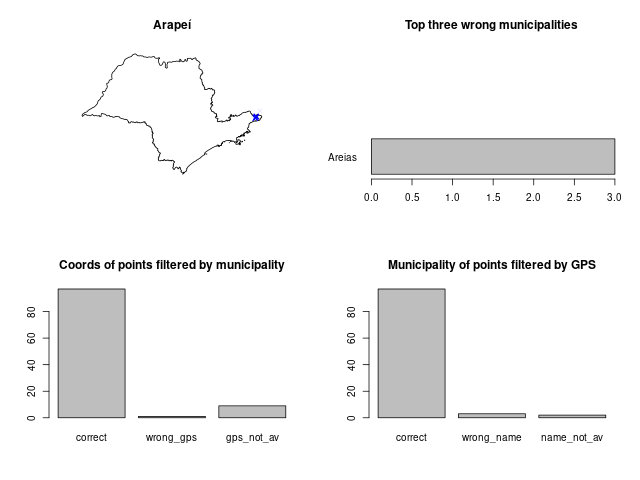 Arapeí
Top three wrong municipalities
Areias
0.0 0.5 1.0 1.5 2.0 2.5 3.0
Coords of points filtered by municipality
80
60
40
20
0
correct wrong_gps gps_not_av
Municipality of points filtered by GPS
80
60
40
20
0
correct wrong_name name_not_av